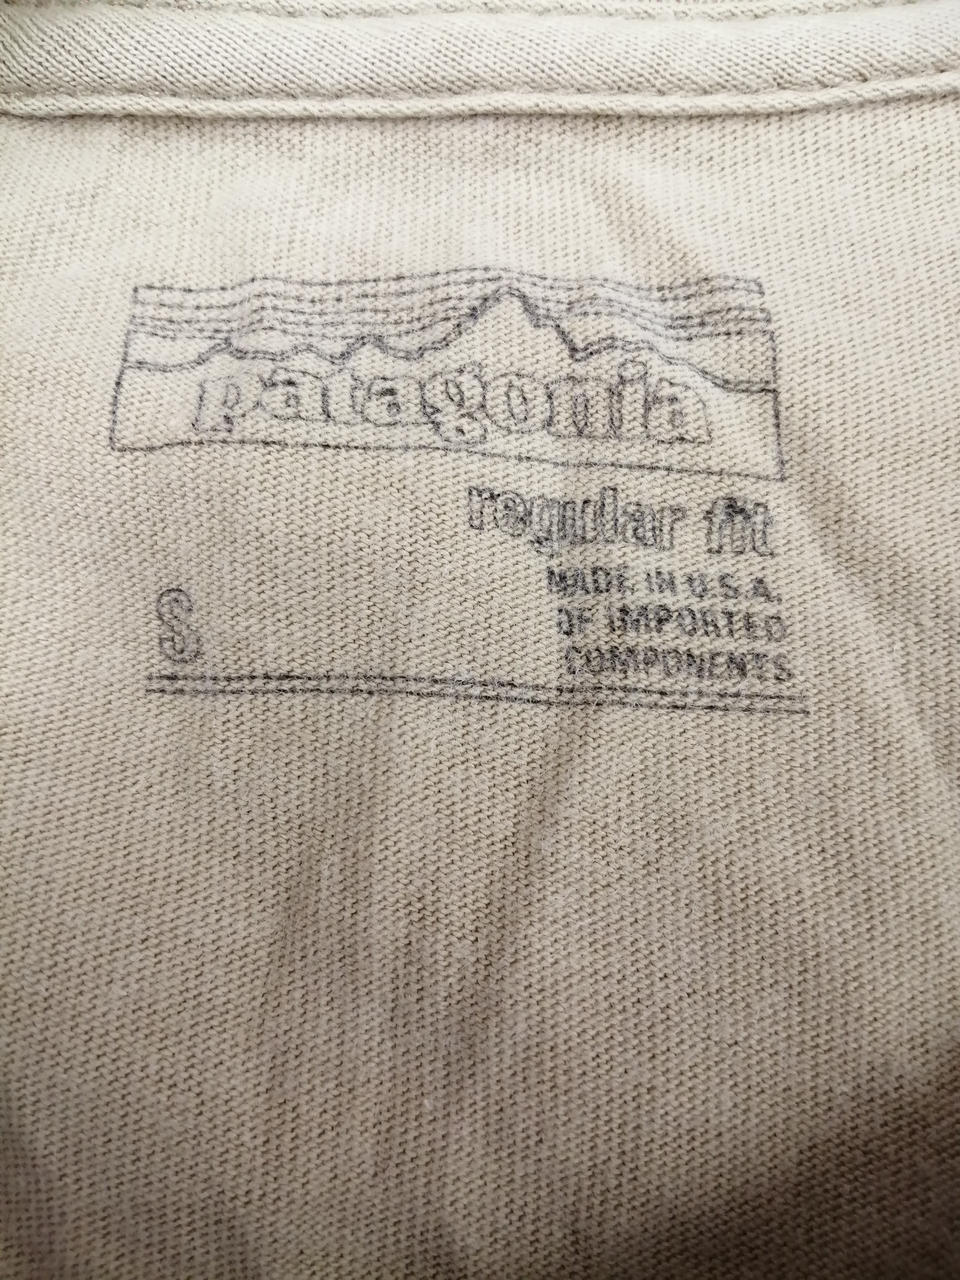 patagonia
regular fit
MADE IN U.S.A.
OF IMPORTED
COMPONENTS
S